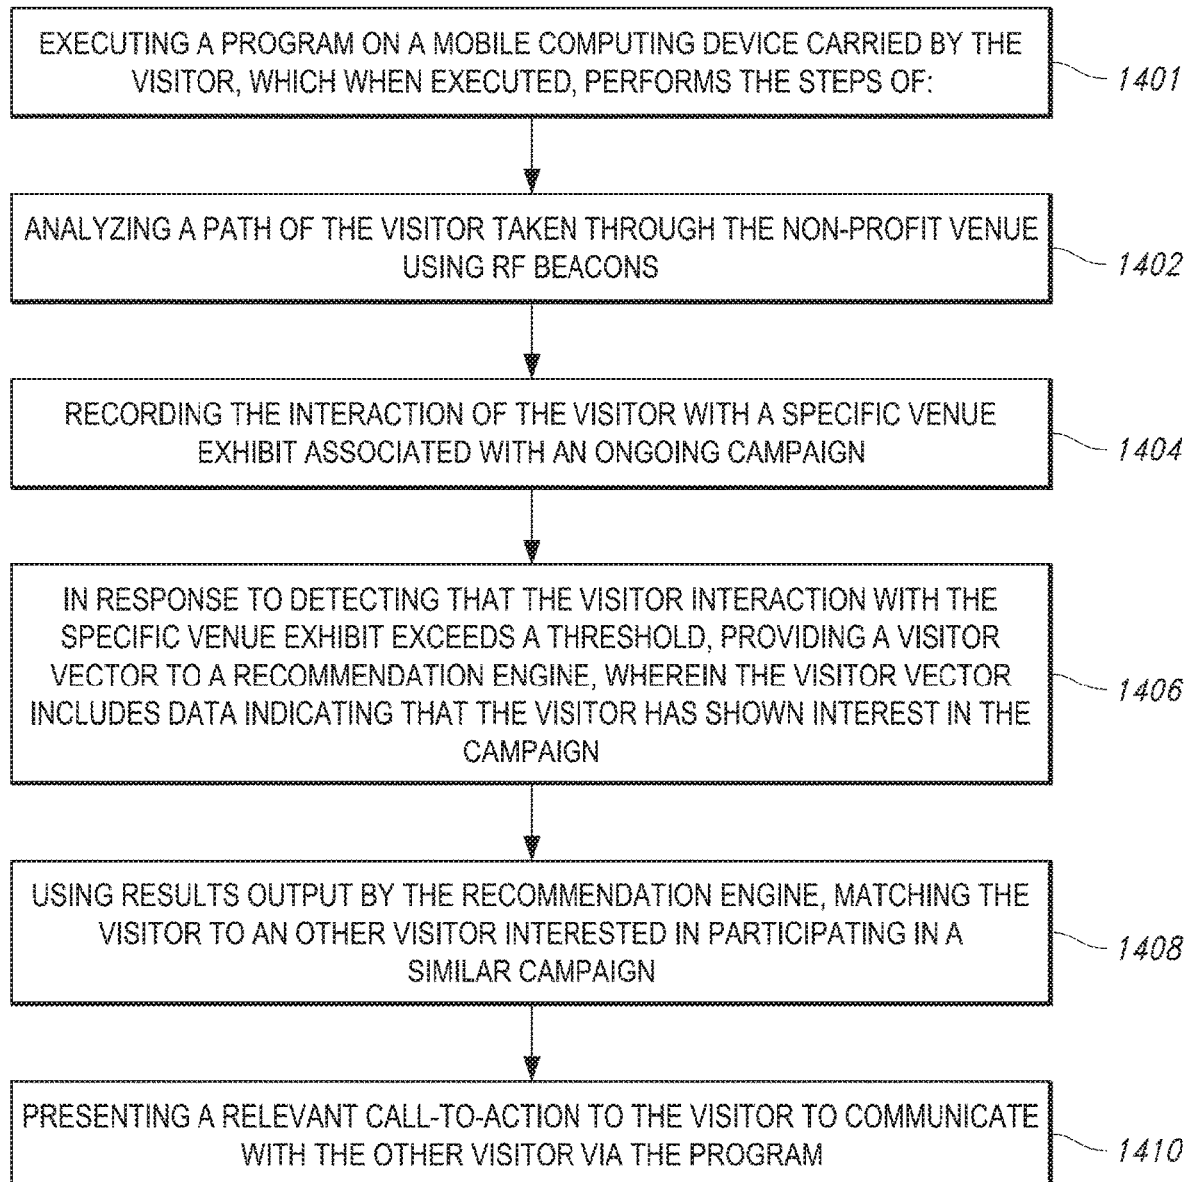 EXECUTING A PROGRAM ON A MOBILE COMPUTING DEVICE CARRIED BY THE
VISITOR, WHICH WHEN EXECUTED, PERFORMS THE STEPS OF:
1401
ANALYZING A PATH OF THE VISITOR TAKEN THROUGH THE NON-PROFIT VENUE
USING RF BEACONS
1402
RECORDING THE INTERACTION OF THE VISITOR WITH A SPECIFIC VENUE
EXHIBIT ASSOCIATED WITH AN ONGOING CAMPAIGN
1404
IN RESPONSE TO DETECTING THAT THE VISITOR INTERACTION WITH THE
SPECIFIC VENUE EXHIBIT EXCEEDS A THRESHOLD, PROVIDING A VISITOR
VECTOR TO A RECOMMENDATION ENGINE, WHEREIN THE VISITOR VECTOR
INCLUDES DATA INDICATING THAT THE VISITOR HAS SHOWN INTEREST IN THE
CAMPAIGN
1406
USING RESULTS OUTPUT BY THE RECOMMENDATION ENGINE, MATCHING THE
VISITOR TO AN OTHER VISITOR INTERESTED IN PARTICIPATING IN A
SIMILAR CAMPAIGN
1408
PRESENTING A RELEVANT CALL-TO-ACTION TO THE VISITOR TO COMMUNICATE
WITH THE OTHER VISITOR VIA THE PROGRAM
1410